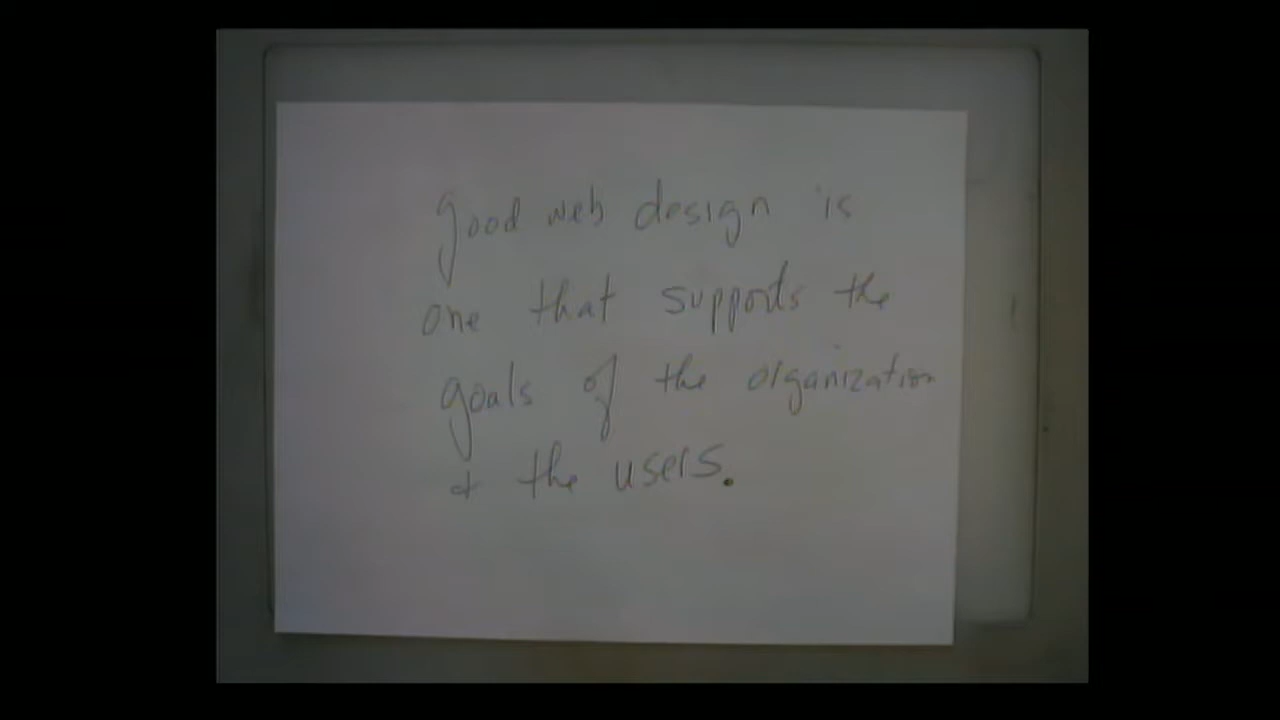 good web design is
one that supports the
goals of the organization
+ the users.